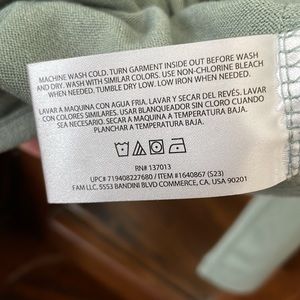 MACHINE WASH COLD. TURN GARMENT INSIDE OUT BEFORE WASH
AND DRY. WASH WITH SIMILAR COLORS. USE NON-CHLORINE BLEACH
WHEN NEEDED. TUMBLE DRY LOW. LOW IRON WHEN NEEDED.
LAVAR A MAQUINA CON AGUA FRIA. LAVAR Y SECAR DEL REVÉS. LAVAR
CON COLORES SIMILARES. USAR BLANQUEADOR SIN CLORO CUANDO
SEA NECESARIO. SECAR A MAQUINA A TEMPERATURA BAJA.
PLANCHAR A TEMPERATURA BAJA.
RN# 137013
UPC# 719408227680 / ITEM #1640867 (S23)
FAM LLC. 5553 BANDINI BLVD COMMERCE, CA. USA 90201